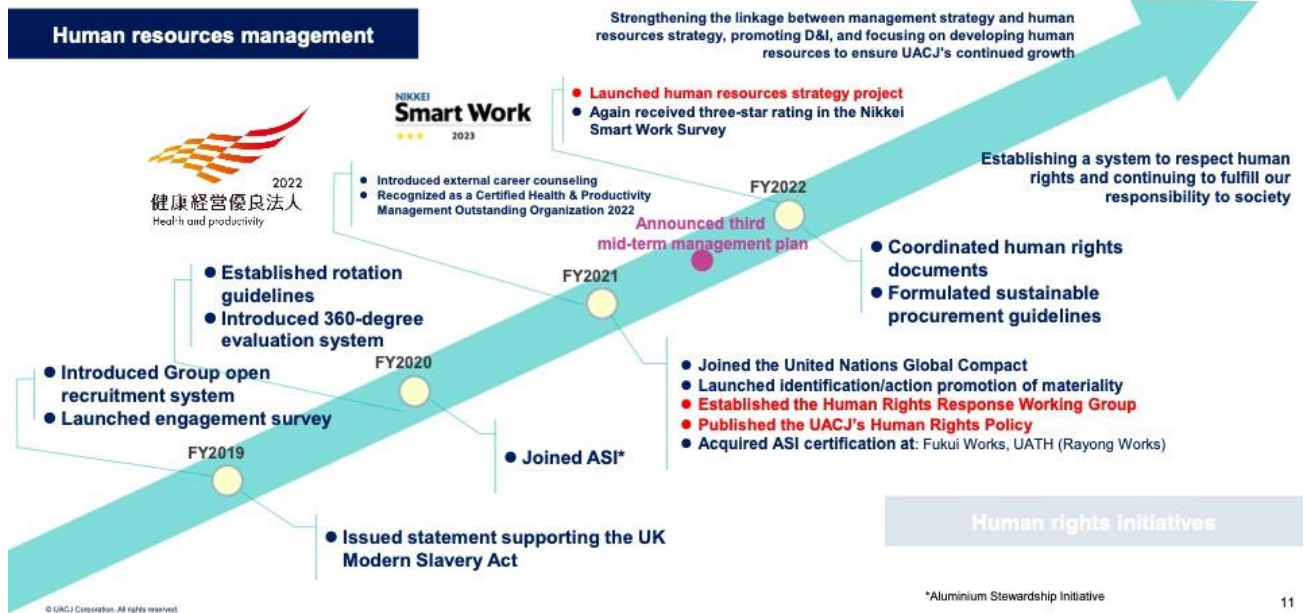 Human resources management
Strengthening the linkage between management strategy and human
resources strategy, promoting D&I, and focusing on developing human
resources to ensure UACJ's continued growth
NIKKEI
Smart Work
2023
● Launched human resources strategy project
● Again received three-star rating in the Nikkei
Smart Work Survey
2022
健康経営優良法人
Health and productivity
● Introduced external career counseling
● Recognized as a Certified Health & Productivity
Management Outstanding Organization 2022
FY2022
Establishing a system to respect human
rights and continuing to fulfill our
responsibility to society
Announced third
mid-term management plan
● Coordinated human rights
documents
● Formulated sustainable
procurement guidelines
● Established rotation
guidelines
● Introduced 360-degree
evaluation system
FY2021
FY2020
● Joined the United Nations Global Compact
● Launched identification/action promotion of materiality
● Established the Human Rights Response Working Group
● Published the UACJ's Human Rights Policy
● Acquired ASI certification at: Fukui Works, UATH (Rayong Works)
● Introduced Group open
recruitment system
● Launched engagement survey
FY2019
● Joined ASI*
● Issued statement supporting the UK
Modern Slavery Act
Human rights initiatives
*Aluminium Stewardship Initiative
© UACJ Corporation. All rights reserved.
11